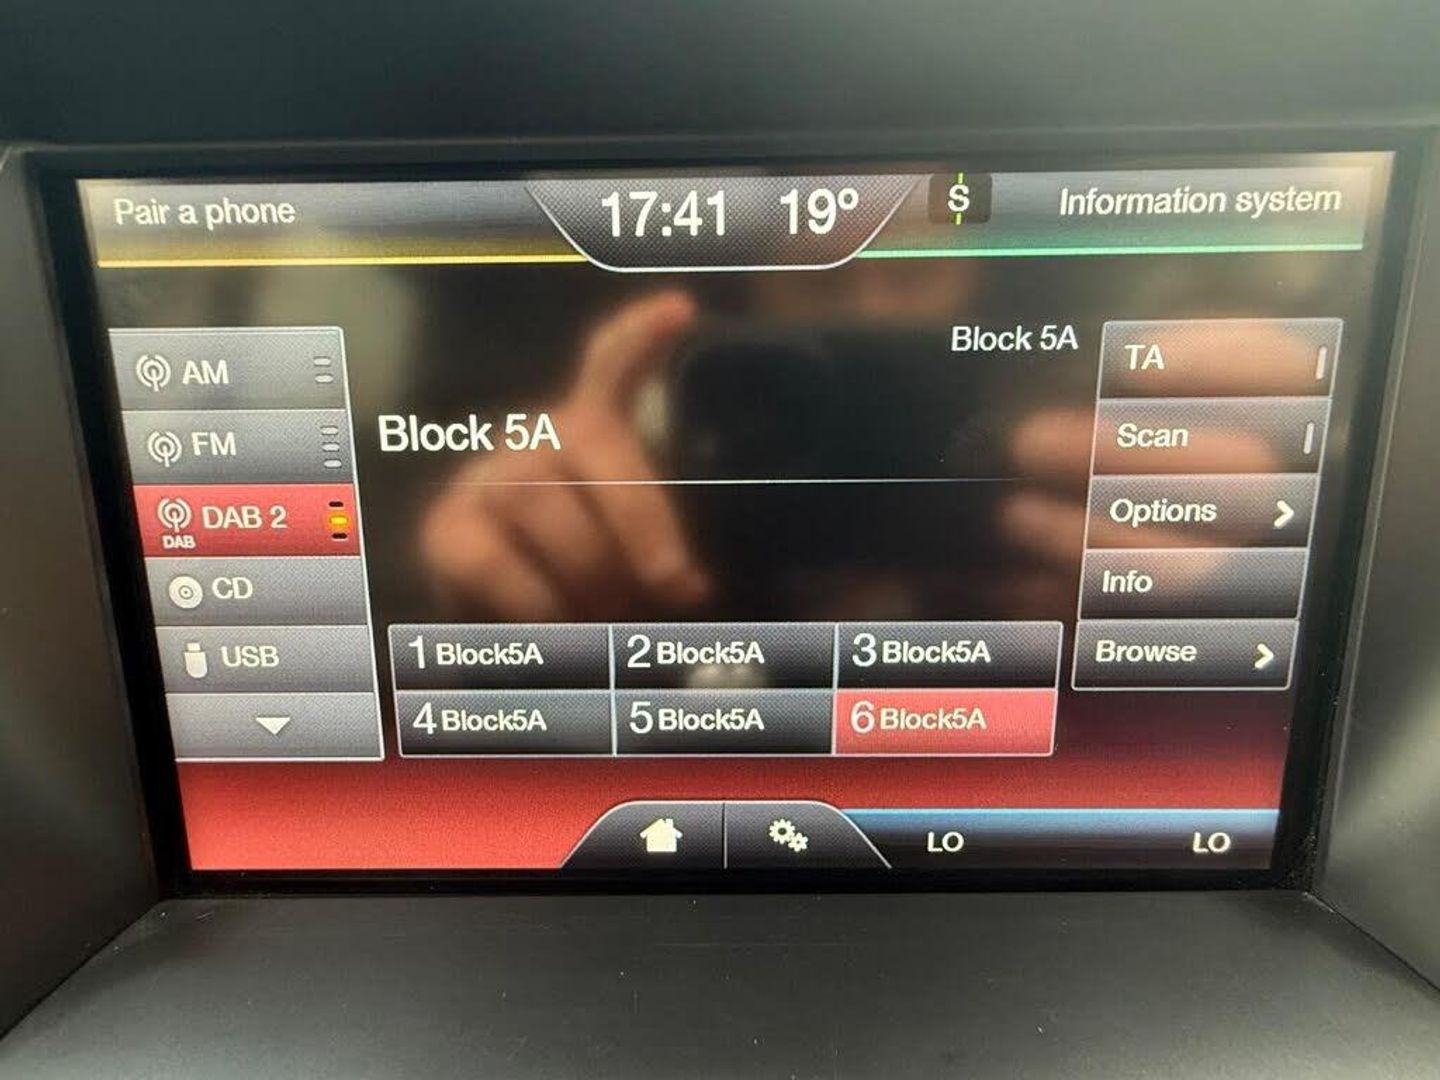 Pair a phone
17:41 19º
S
Information system
AM
FM
DAB 2
DAB
CD
USB
Block 5A
Block 5A
TA
Scan
Options
Info
Browse
1 Block5A
2 Block5A
3 Block5A
4 Block5A
5 Block5A
6 Block5A
LO
LO